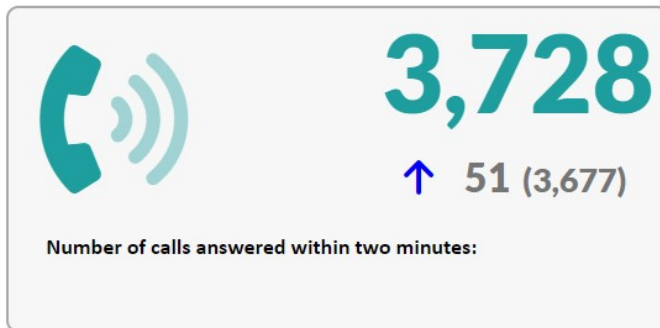 3,728
↑ 51 (3,677)
Number of calls answered within two minutes: